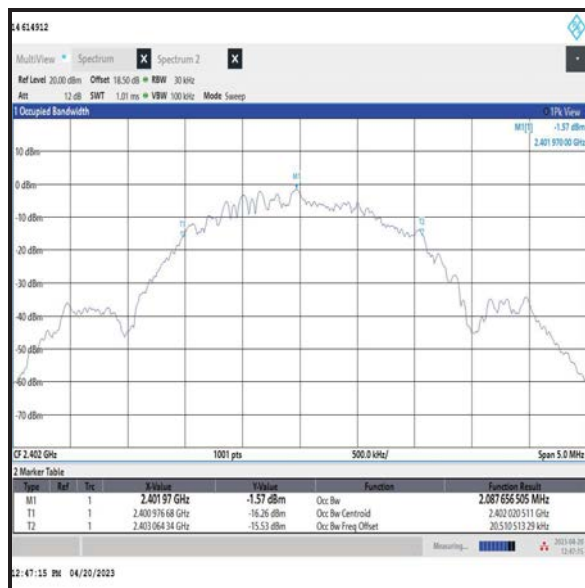 14 614912
MultiView Spectrum X Spectrum 2 X
Ref Level 20.00 dBm Offset 18.50 dB RBW 30 kHz
Att 12 dB SWT 1.01 ms VBW 100 kHz Mode Sweep
1 Occupied Bandwidth 1Pk View
M1[1] -1.57 dBm
2.401 970 00 GHz
10 dBm
M1
0 dBm
-10 dBm
-20 dBm
-30 dBm
-40 dBm
-50 dBm
-60 dBm
-70 dBm
CF 2.402 GHz 1001 pts 500.0 kHz/ Span 5.0 MHz
2 Marker Table
Type Ref Trc X-Value Y-Value Function Function Result
M1 1 2.401 97 GHz -1.57 dBm Occ Bw 2.087 656 505 MHz
T1 1 2.400 976 68 GHz -16.26 dBm Occ Bw Centroid 2.402 020 511 GHz
T2 1 2.403 064 34 GHz -15.53 dBm Occ Bw Freq Offset 20.510 513 29 kHz
Measuring... 2023-04-20
12:47:15
12:47:15 PM 04/20/2023